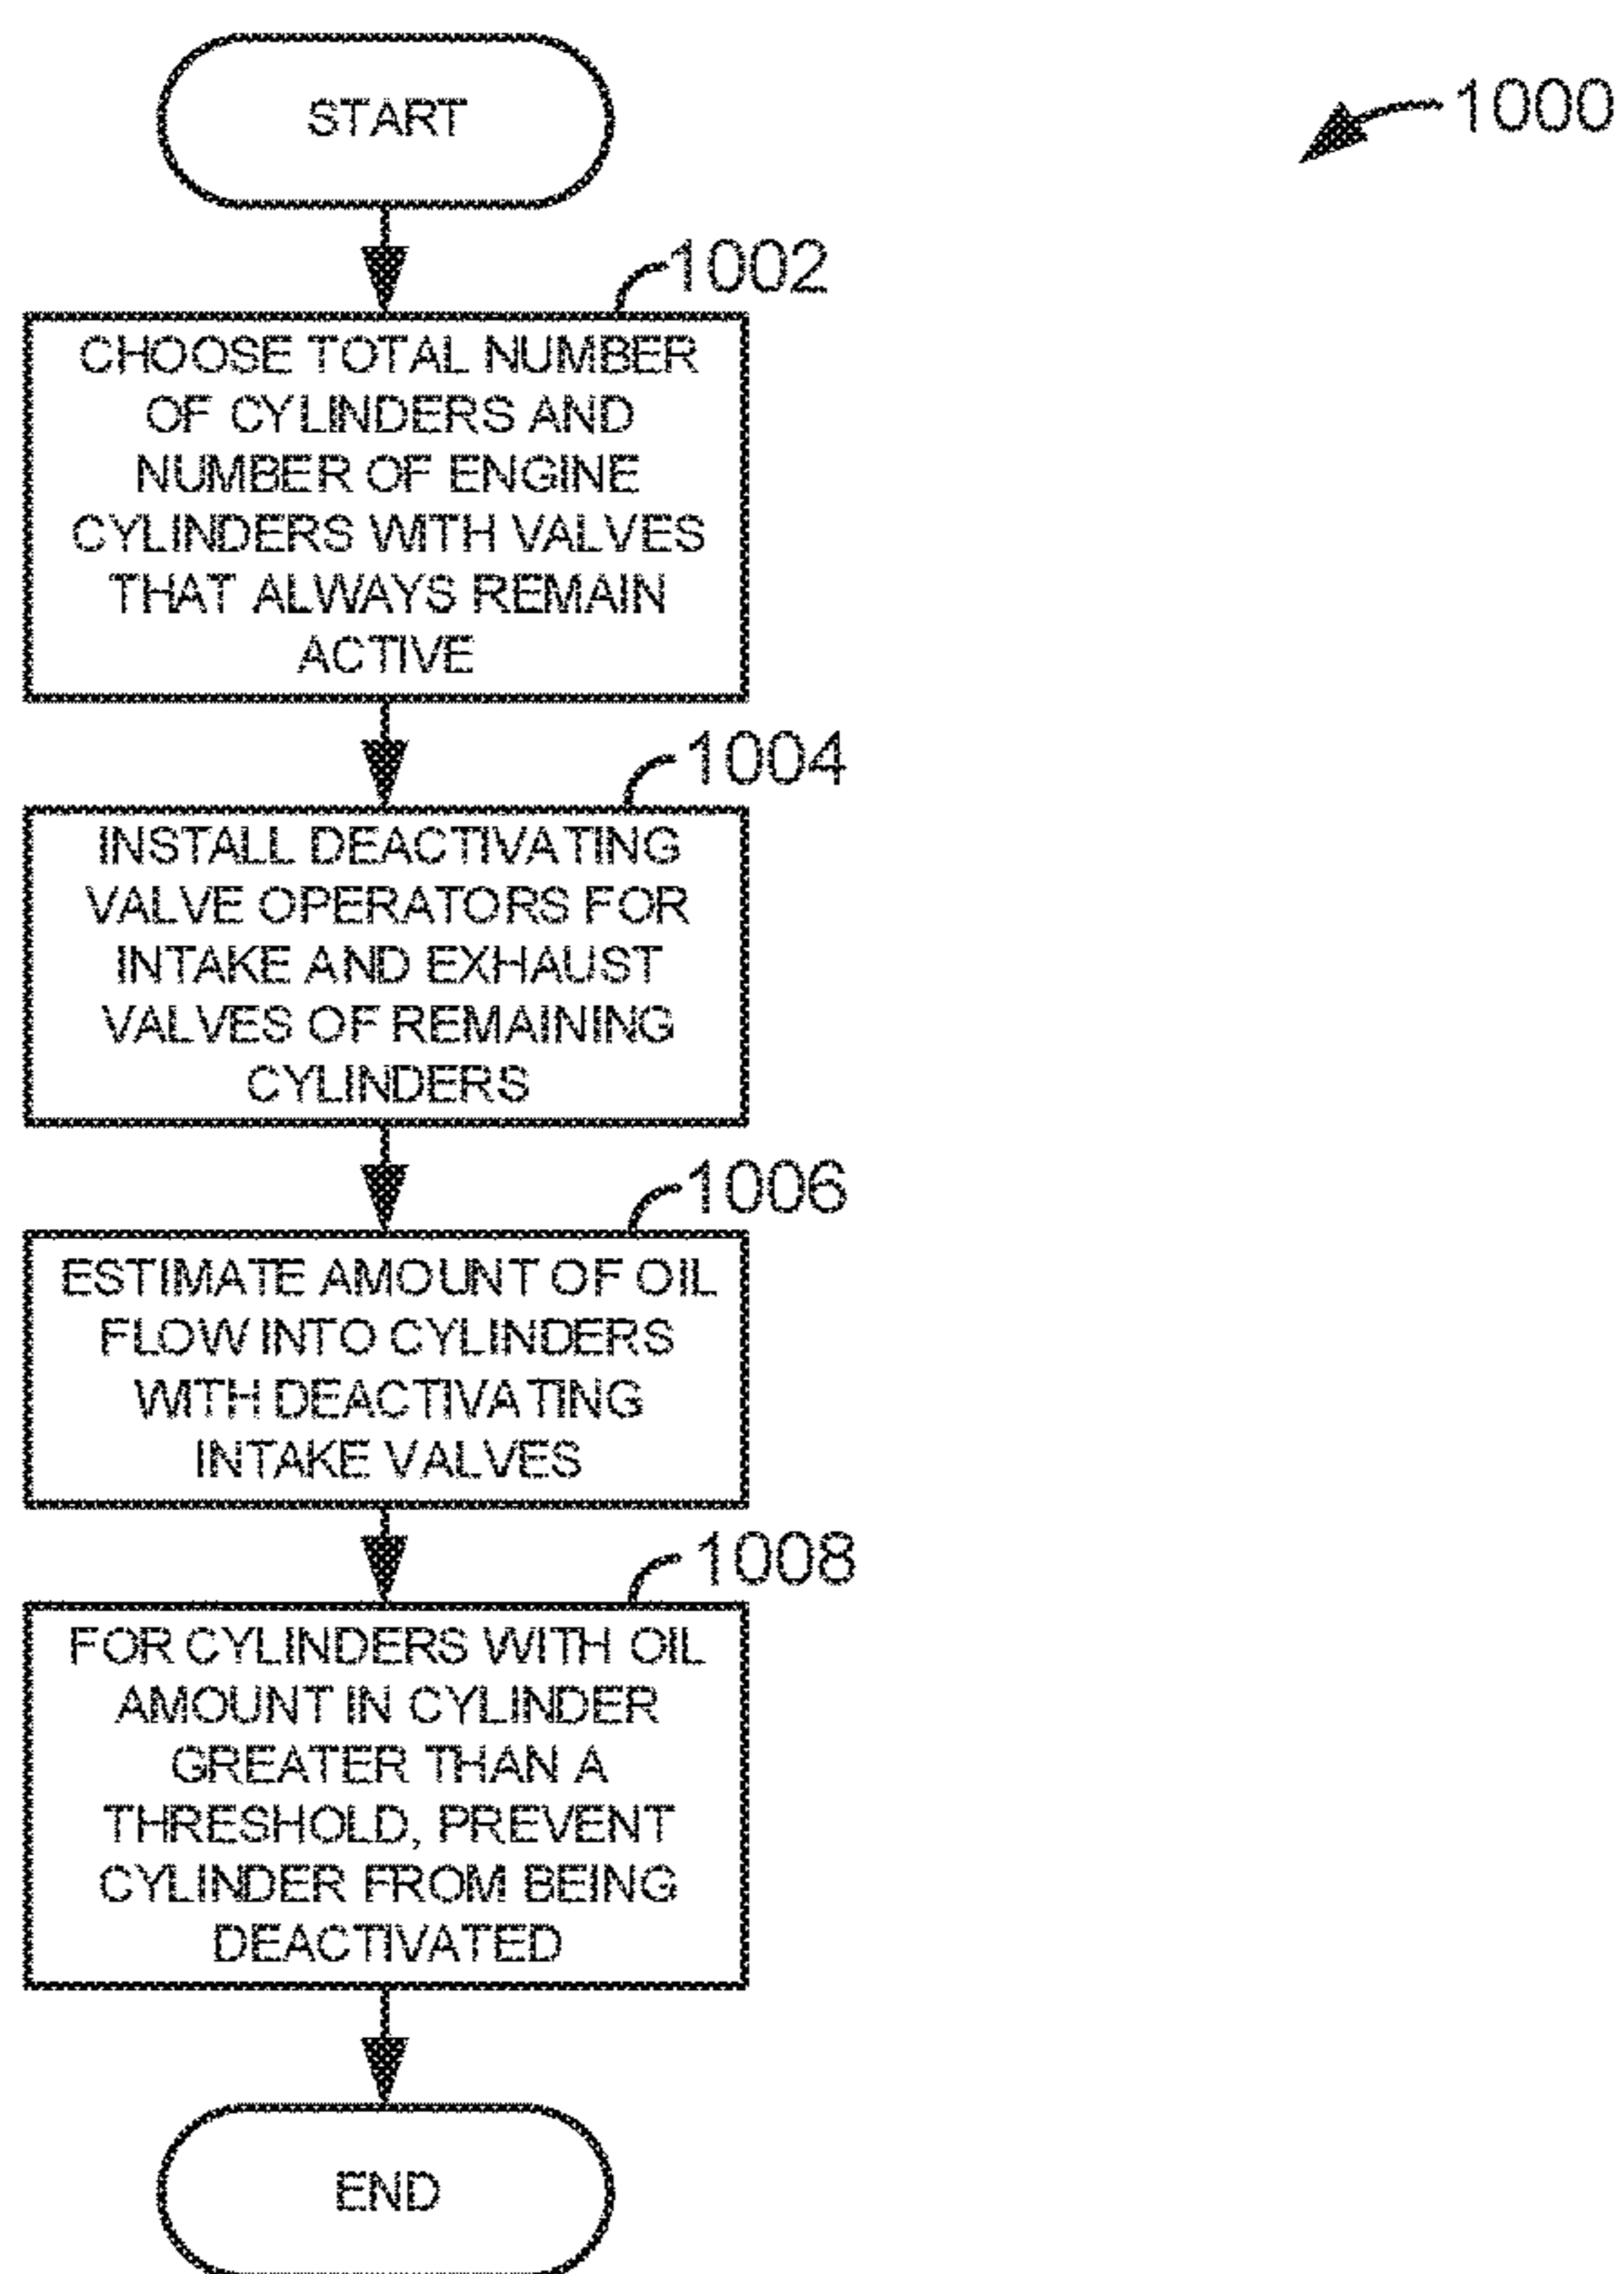 START
1000
1002
CHOOSE TOTAL NUMBER
OF CYLINDERS AND
NUMBER OF ENGINE
CYLINDERS WITH VALVES
THAT ALWAYS REMAIN
ACTIVE
1004
INSTALL DEACTIVATING
VALVE OPERATORS FOR
INTAKE AND EXHAUST
VALVES OF REMAINING
CYLINDERS
1006
ESTIMATE AMOUNT OF OIL
FLOW INTO CYLINDERS
WITH DEACTIVATING
INTAKE VALVES
1008
FOR CYLINDERS WITH OIL
AMOUNT IN CYLINDER
GREATER THAN A
THRESHOLD, PREVENT
CYLINDER FROM BEING
DEACTIVATED
END